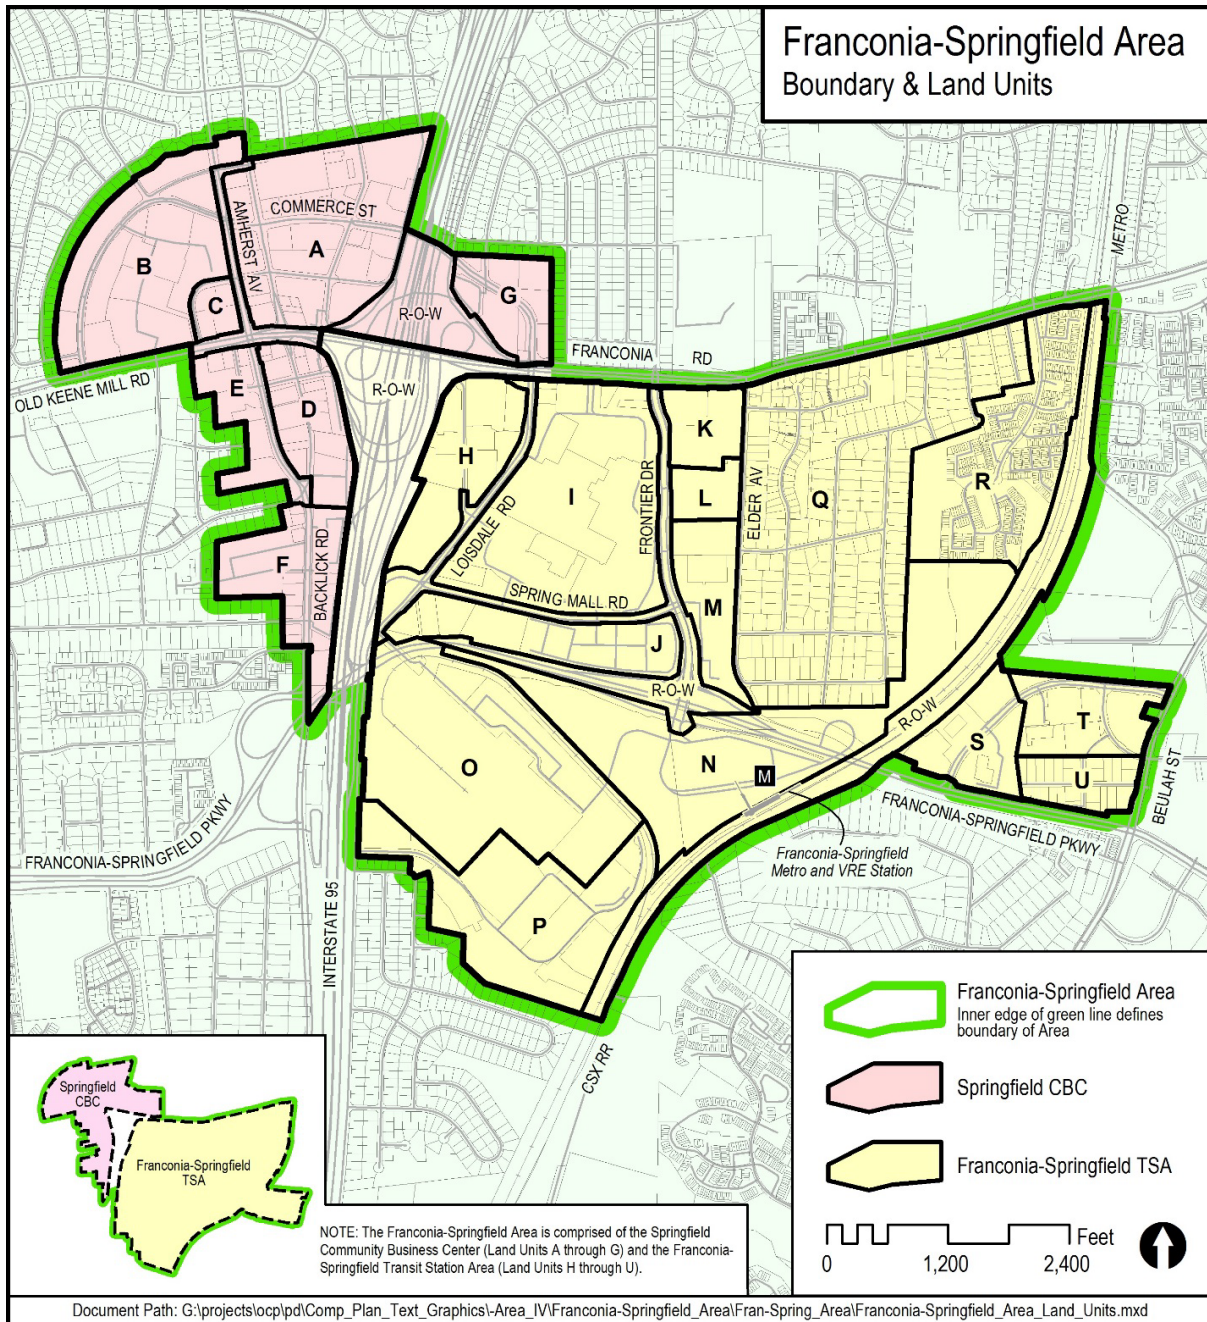 Franconia-Springfield Area
Boundary & Land Units
METRO
COMMERCE ST
AMHERST AV
A
B
C
G
R-O-W
FRANCONIA RD
OLD KEENE MILL RD
R-O-W
E
D
K
H
I
L
Q
R
LOISDALE RD
FRONTIER DR
ELDER AV
F
BACKLICK RD
SPRING MALL RD
M
J
R-O-W
R-O-W
T
S
U
BEULAH ST
O
N
M
FRANCONIA-SPRINGFIELD PKWY
FRANCONIA-SPRINGFIELD PKWY
Franconia-Springfield
Metro and VRE Station
INTERSTATE 95
P
CSX RR
Franconia-Springfield Area
Inner edge of green line defines
boundary of Area
Springfield CBC
Franconia-Springfield TSA
Feet
0 1,200 2,400
Springfield
CBC
Franconia-Springfield
TSA
NOTE: The Franconia-Springfield Area is comprised of the Springfield
Community Business Center (Land Units A through G) and the Franconia-
Springfield Transit Station Area (Land Units H through U).
Document Path: G:\projects\ocp\pd\Comp_Plan_Text_Graphics\-Area_IV\Franconia-Springfield_Area\Fran-Spring_Area\Franconia-Springfield_Area_Land_Units.mxd